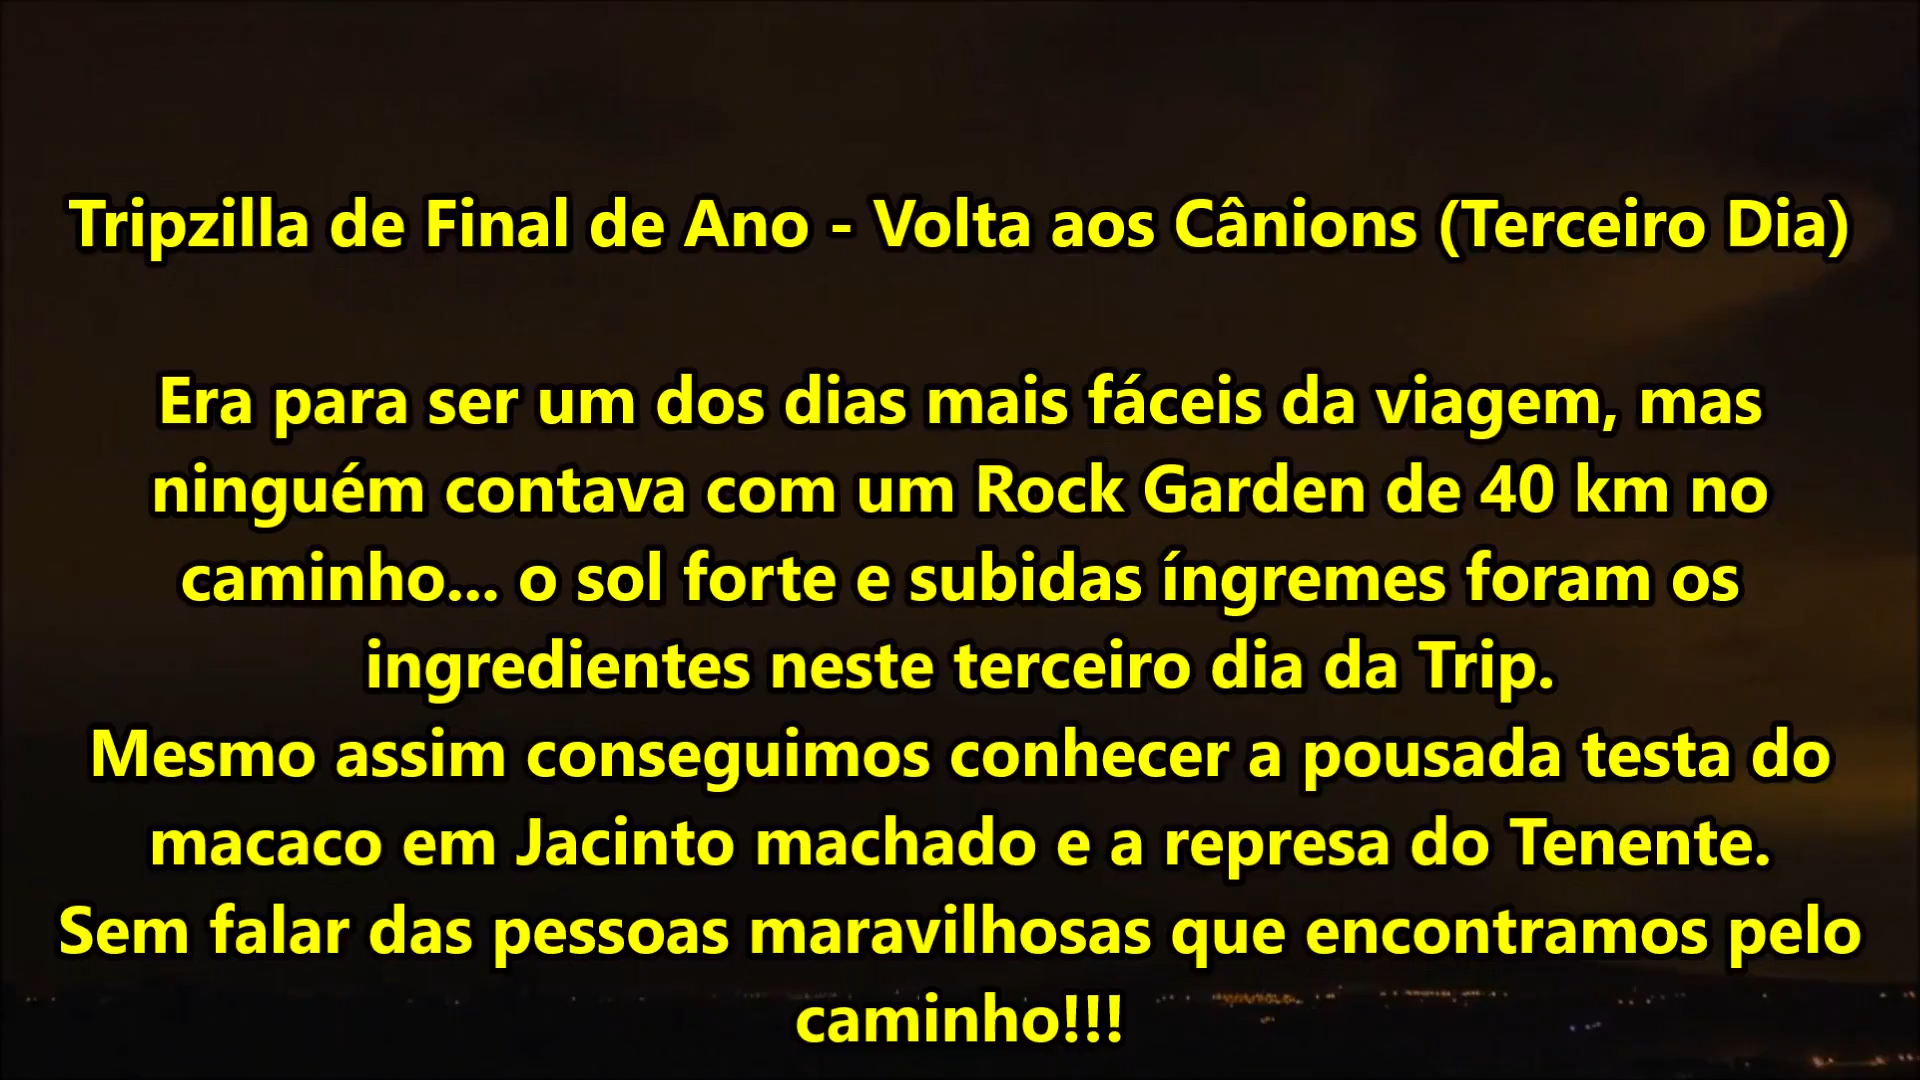 Tripzilla de Final de Ano - Volta aos Cânions (Terceiro Dia)
Era para ser um dos dias mais fáceis da viagem, mas
ninguém contava com um Rock Garden de 40 km no
caminho... o sol forte e subidas íngremes foram os
ingredientes neste terceiro dia da Trip.
Mesmo assim conseguimos conhecer a pousada testa do
macaco em Jacinto machado e a represa do Tenente.
Sem falar das pessoas maravilhosas que encontramos pelo
caminho!!!